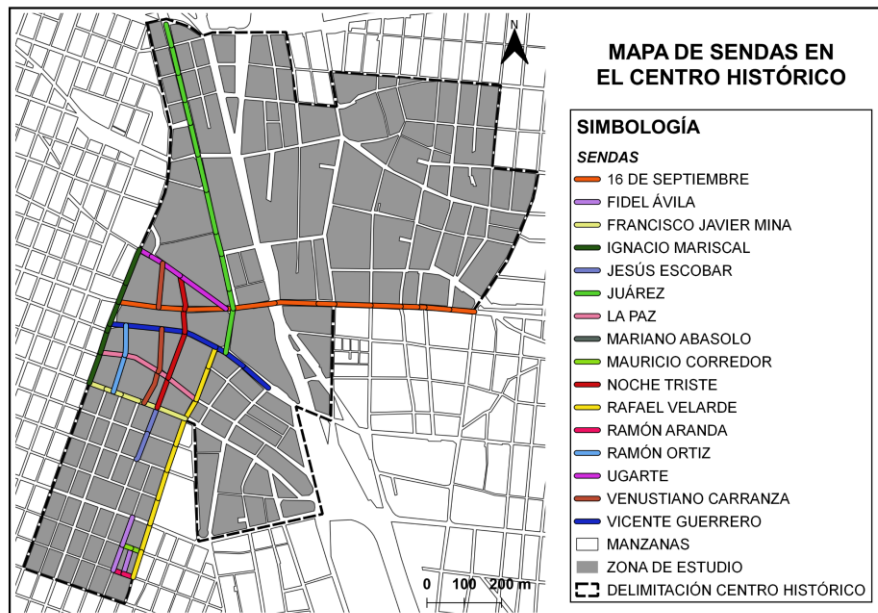 N
MAPA DE SENDAS EN
EL CENTRO HISTÓRICO
SIMBOLOGÍA
SENDAS
16 DE SEPTIEMBRE
FIDEL ÁVILA
FRANCISCO JAVIER MINA
IGNACIO MARISCAL
JESÚS ESCOBAR
JUÁREZ
LA PAZ
MARIANO ABASOLO
MAURICIO CORREDOR
NOCHE TRISTE
RAFAEL VELARDE
RAMÓN ARANDA
RAMÓN ORTIZ
UGARTE
VENUSTIANO CARRANZA
VICENTE GUERRERO
MANZANAS
ZONA DE ESTUDIO
DELIMITACIÓN CENTRO HISTÓRICO
0 100 200 m